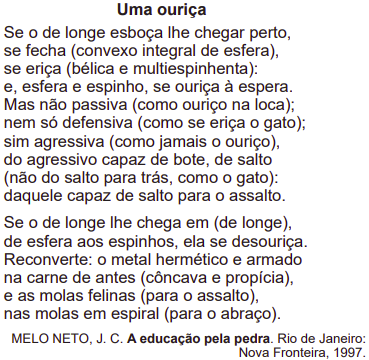 Uma ouriça
Se o de longe esboça lhe chegar perto,
se fecha (convexo integral de esfera),
se eriça (bélica e multiespinhenta):
e, esfera e espinho, se ouriça à espera.
Mas não passiva (como ouriço na loca);
nem só defensiva (como se eriça o gato);
sim agressiva (como jamais o ouriço),
do agressivo capaz de bote, de salto
(não do salto para trás, como o gato):
daquele capaz de salto para o assalto.
Se o de longe lhe chega em (de longe),
de esfera aos espinhos, ela se desouriça.
Reconverte: o metal hermético e armado
na carne de antes (côncava e propícia),
e as molas felinas (para o assalto),
nas molas em espiral (para o abraço).
MELO NETO, J. C. A educação pela pedra. Rio de Janeiro:
Nova Fronteira, 1997.